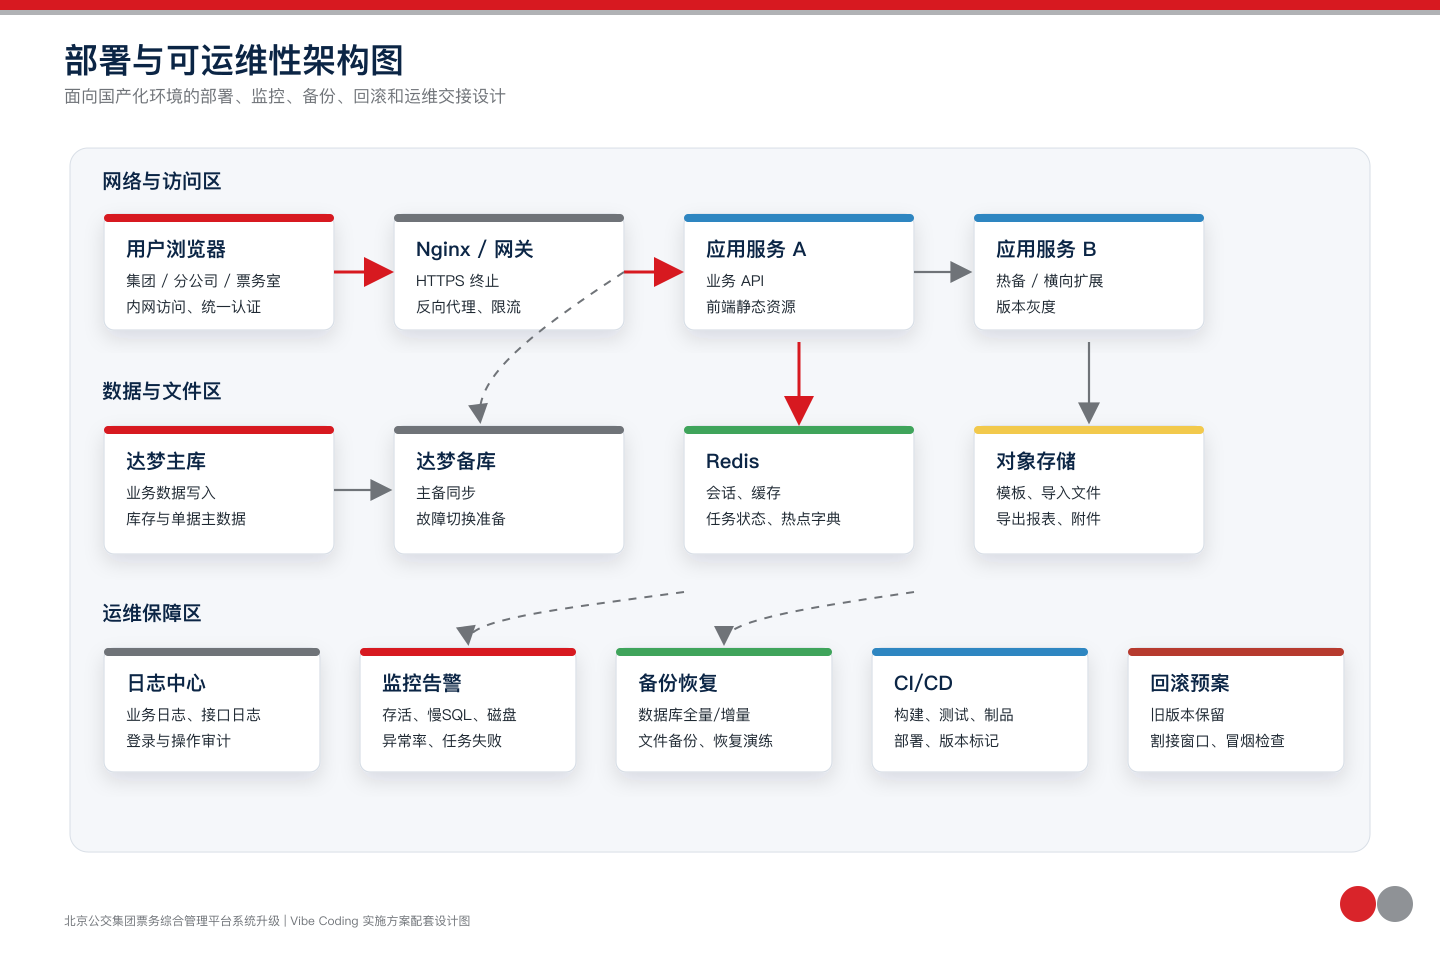 部署与可运维性架构图
面向国产化环境的部署、监控、备份、回滚和运维交接设计
网络与访问区
用户浏览器
集团 / 分公司 / 票务室
内网访问、统一认证
Nginx / 网关
HTTPS 终止
反向代理、限流
应用服务 A
业务 API
前端静态资源
应用服务 B
热备 / 横向扩展
版本灰度
数据与文件区
达梦主库
业务数据写入
库存与单据主数据
达梦备库
主备同步
故障切换准备
Redis
会话、缓存
任务状态、热点字典
对象存储
模板、导入文件
导出报表、附件
运维保障区
日志中心
业务日志、接口日志
登录与操作审计
监控告警
存活、慢SQL、磁盘
异常率、任务失败
备份恢复
数据库全量/增量
文件备份、恢复演练
CI/CD
构建、测试、制品
部署、版本标记
回滚预案
旧版本保留
割接窗口、冒烟检查
北京公交集团票务综合管理平台系统升级 | Vibe Coding 实施方案配套设计图